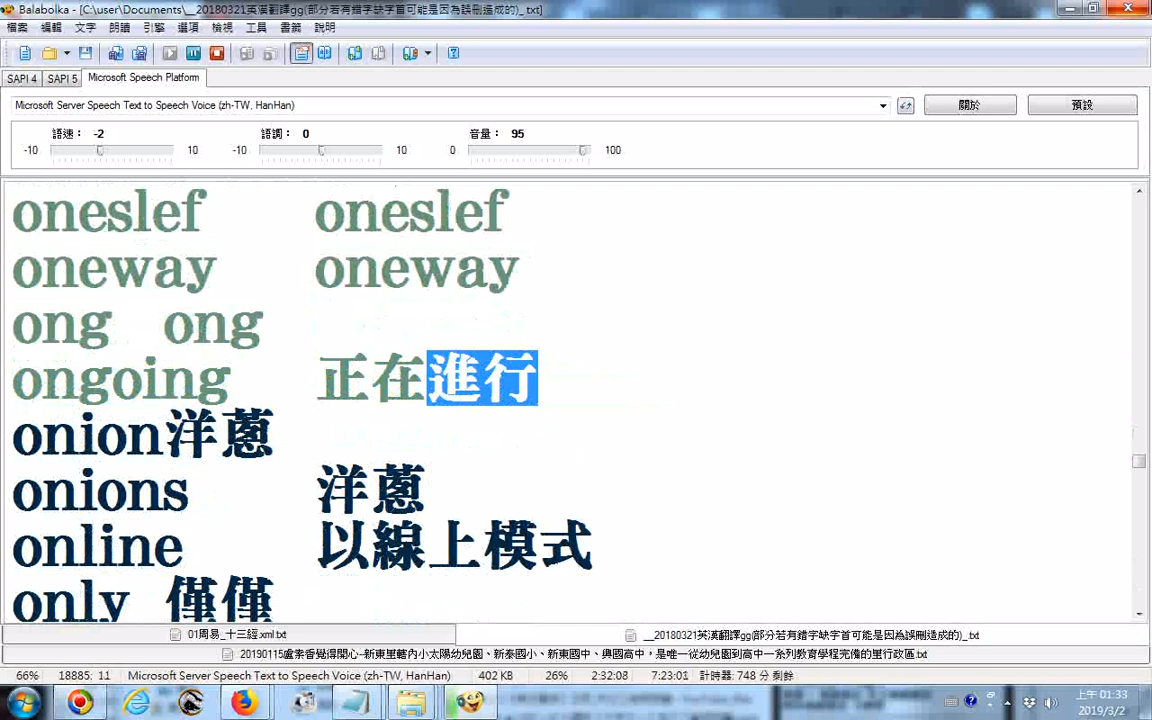 Balabolka - [C:\user\Documents\__20180321英漢翻譯gg(部分若有錯字缺字首可能是因為誤刪造成的)_.txt]
檔案 編輯 文字 朗讀 引擎 選項 檢視 工具 書籤 說明
SAPI 4 SAPI 5 Microsoft Speech Platform
Microsoft Server Speech Text to Speech Voice (zh-TW, HanHan) 關於 預設
語速： -2 語調： 0 音量： 95
-10 10 -10 10 0 100
oneslef oneslef
oneway oneway
ong ong
ongoing 正在進行
onion洋蔥
onions 洋蔥
online 以線上模式
only 僅僅
01周易_十三經.xml.txt __20180321英漢翻譯gg(部分若有錯字缺字首可能是因為誤刪造成的)_.txt
20190115盧素香覺得開心-新東里轄內小太陽幼兒園、新泰國小、新東國中、興國高中，是唯一從幼兒園到高中一系列教育學程完備的里行政區.txt
66% 18885: 11 Microsoft Server Speech Text to Speech Voice (zh-TW, HanHan) 402 KB 26% 2:32:08 7:23:01 計時器: 748 分 剩餘
上午 01:33
2019/3/2